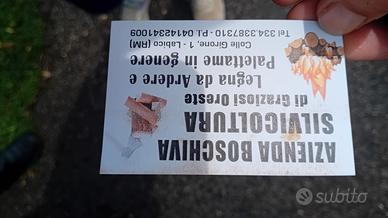 AZIENDA BOSCHIVA
SILVICOLTURA
di Graziosi Oreste
Legna da Ardere e
Palettame in genere
Colle Girone, 1 - Labico (RM)
Tel 334.3387310 - P.I. 04142341009
subito